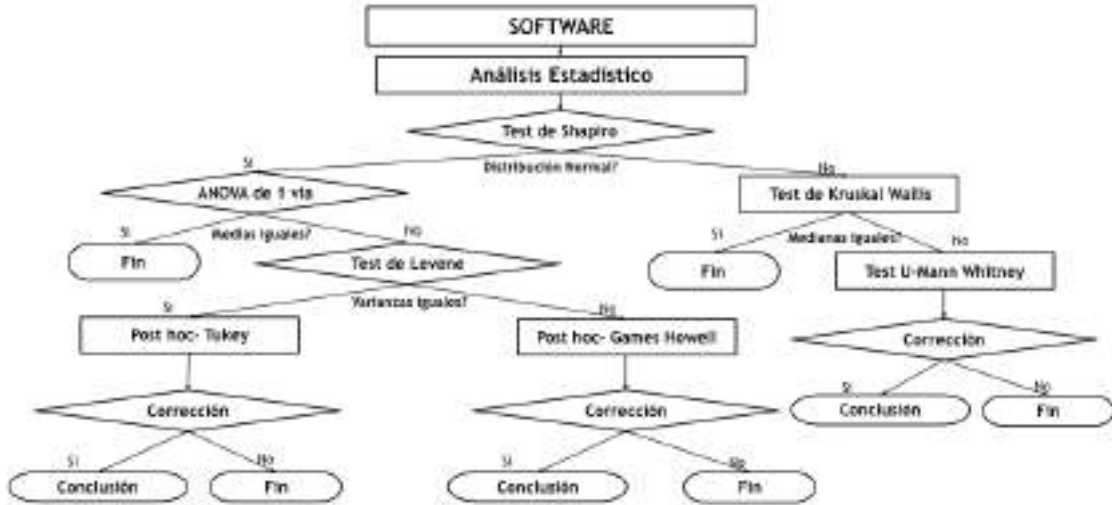 SOFTWARE
Análisis Estadístico
Test de Shapiro
Si
Distribución Normal?
No
ANOVA de 1 vía
Test de Kruskal Wallis
Si
Medias Iguales?
No
Si
Medianas Iguales?
No
Fin
Test de Levene
Fin
Test U-Mann Whitney
Si
Varianzas Iguales?
No
Post hoc- Tukey
Post hoc- Games Howell
Corrección
Si
No
Corrección
Corrección
Conclusión
Fin
Si
No
Si
No
Conclusión
Fin
Conclusión
Fin